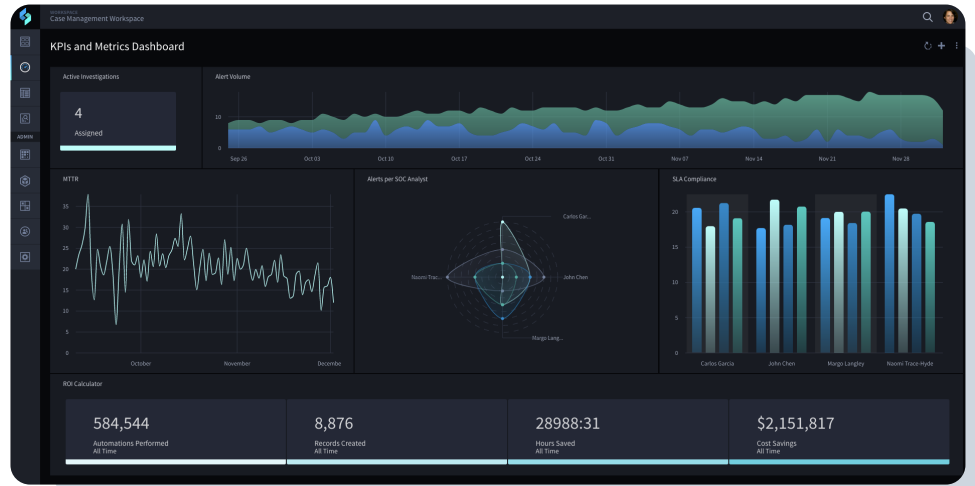 WORKSPACE
Case Management Workspace
KPIs and Metrics Dashboard
ADMIN
Active Investigations
4
Assigned
Alert Volume
10
0
Sep 26 Oct 03 Oct 10 Oct 17 Oct 24 Oct 31 Nov 07 Nov 14 Nov 21 Nov 28
MTTR
35
30
25
20
15
10
5
0
October November Decembe
Alerts per SOC Analyst
Carlos Gar...
Naomi Trac...
John Chen
Margo Lang...
SLA Compliance
20
15
10
5
0
Carlos Garcia John Chen Margo Langley Naomi Trace-Hyde
ROI Calculator
584,544
Automations Performed
All Time
8,876
Records Created
All Time
28988:31
Hours Saved
All Time
$2,151,817
Cost Savings
All Time